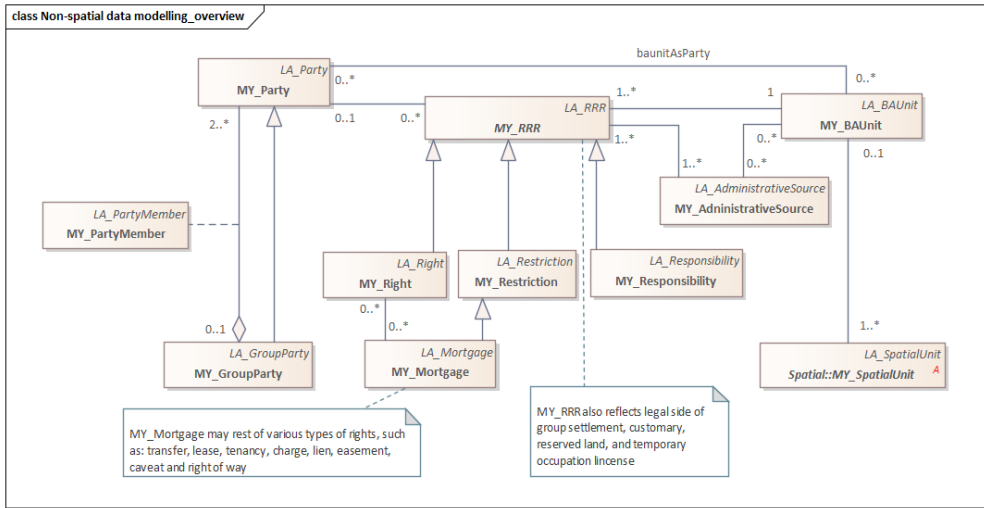 class Non-spatial data modelling_overview
baunitAsParty
LA_Party
MY_Party
0..*
0..*
2..*
0..1
0..*
LA_RRR
MY_RRR
1..*
1
1..*
LA_BAUnit
MY_BAUnit
0..*
0..1
1..*
0..*
LA_AdministrativeSource
MY_AdninistrativeSource
LA_PartyMember
MY_PartyMember
LA_Right
MY_Right
LA_Restriction
MY_Restriction
LA_Responsibility
MY_Responsibility
0..*
0..*
0..1
1..*
LA_GroupParty
MY_GroupParty
LA_Mortgage
MY_Mortgage
LA_SpatialUnit
Spatial::MY_SpatialUnit
A
MY_Mortgage may rest of various types of rights, such
as: transfer, lease, tenancy, charge, lien, easement,
caveat and right of way
MY_RRR also reflects legal side of
group settlement, customary,
reserved land, and temporary
occupation lincense